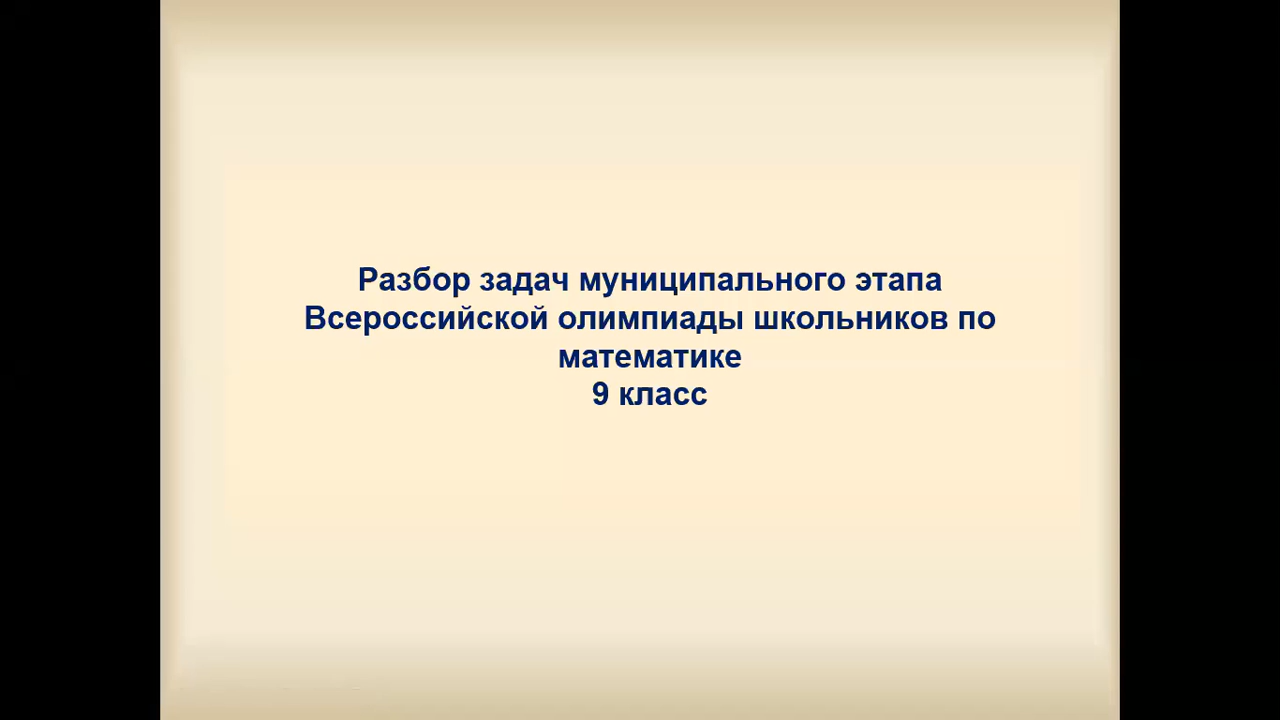 Разбор задач муниципального этапа
Всероссийской олимпиады школьников по
математике
9 класс